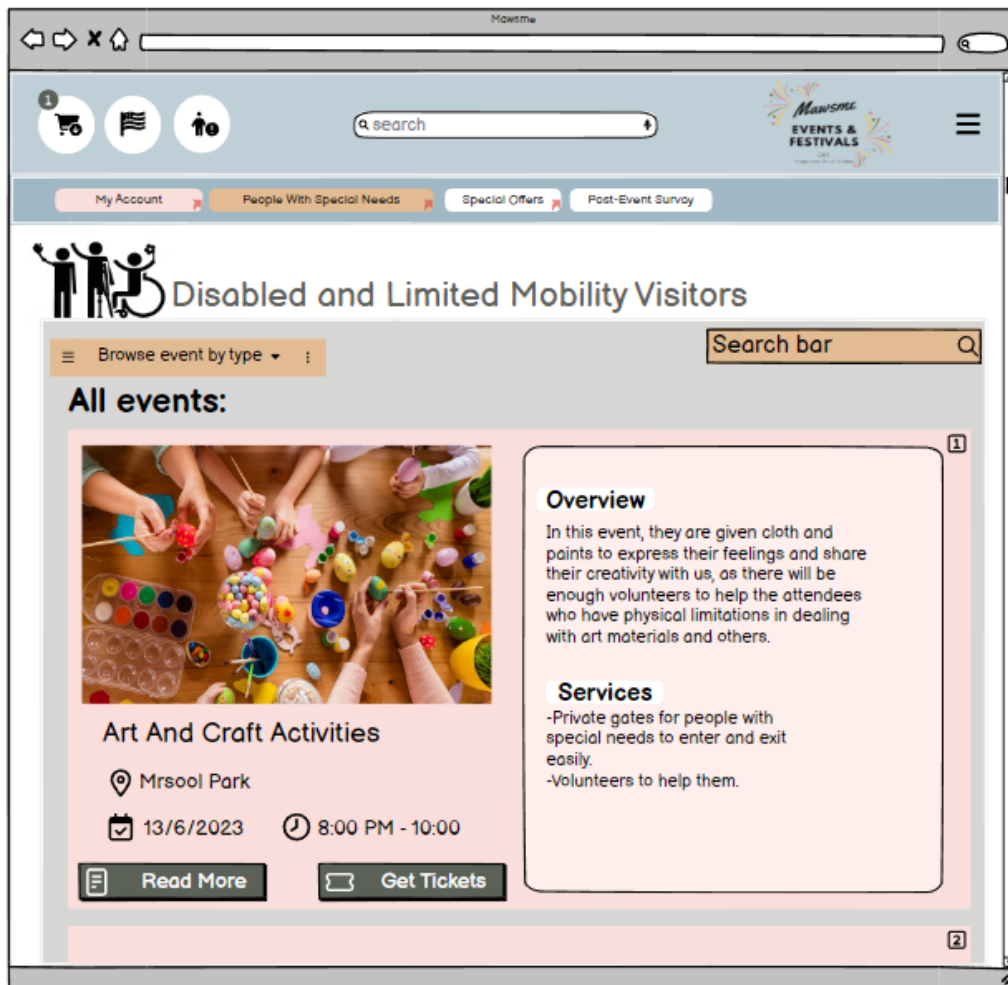 Mawsme
1
search
Mawsme
EVENTS &
FESTIVALS
My Account
People With Special Needs
Special Offers
Post-Event Survay
Disabled and Limited Mobility Visitors
Browse event by type
Search bar
All events:
1
Overview
In this event, they are given cloth and
paints to express their feelings and share
their creativity with us, as there will be
enough volunteers to help the attendees
who have physical limitations in dealing
with art materials and others.
Services
-Private gates for people with
special needs to enter and exit
easily.
-Volunteers to help them.
Art And Craft Activities
Mrsool Park
13/6/2023
8:00 PM - 10:00
Read More
Get Tickets
2